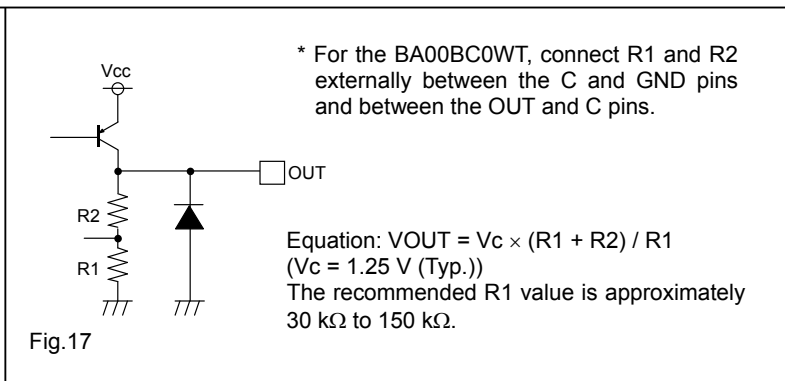 Vcc
OUT
R2
R1
Fig.17
* For the BA00BC0WT, connect R1 and R2
externally between the C and GND pins
and between the OUT and C pins.
Equation: VOUT = Vc × (R1 + R2) / R1
(Vc = 1.25 V (Typ.))
The recommended R1 value is approximately
30 kΩ to 150 kΩ.